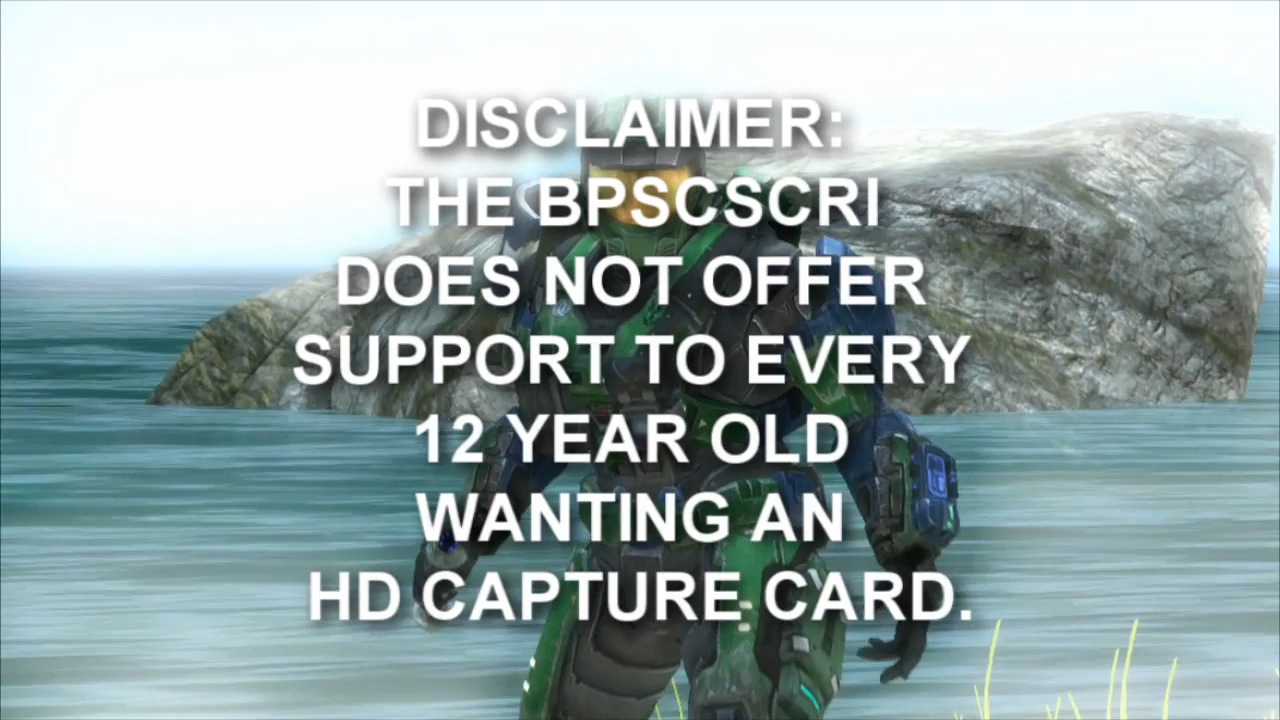 DISCLAIMER:
THE BPSCSCRI
DOES NOT OFFER
SUPPORT TO EVERY
12 YEAR OLD
WANTING AN
HD CAPTURE CARD.